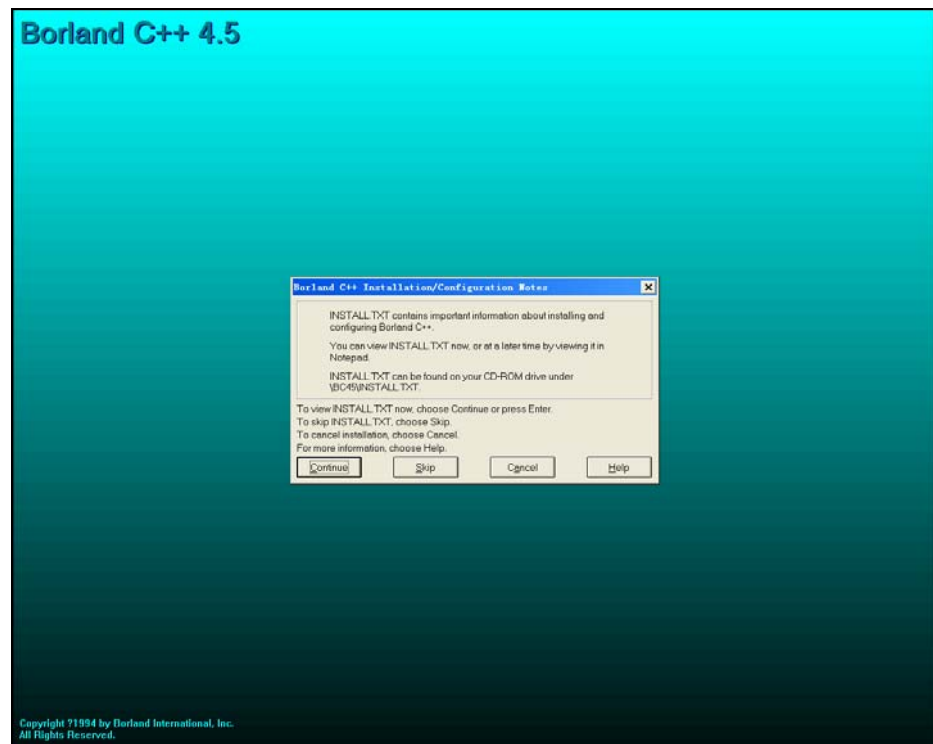 Borland C++ 4.5
Borland C++ Installation/Configuration Notes
INSTALL.TXT contains important information about installing and
configuring Borland C++.
You can view INSTALL.TXT now, or at a later time by viewing it in
Notepad.
INSTALL.TXT can be found on your CD-ROM drive under
\BC45\INSTALL.TXT.
To view INSTALL.TXT now, choose Continue or press Enter.
To skip INSTALL.TXT, choose Skip.
To cancel installation, choose Cancel.
For more information, choose Help.
Continue Skip Cancel Help
Copyright ?1994 by Borland International, Inc.
All Rights Reserved.